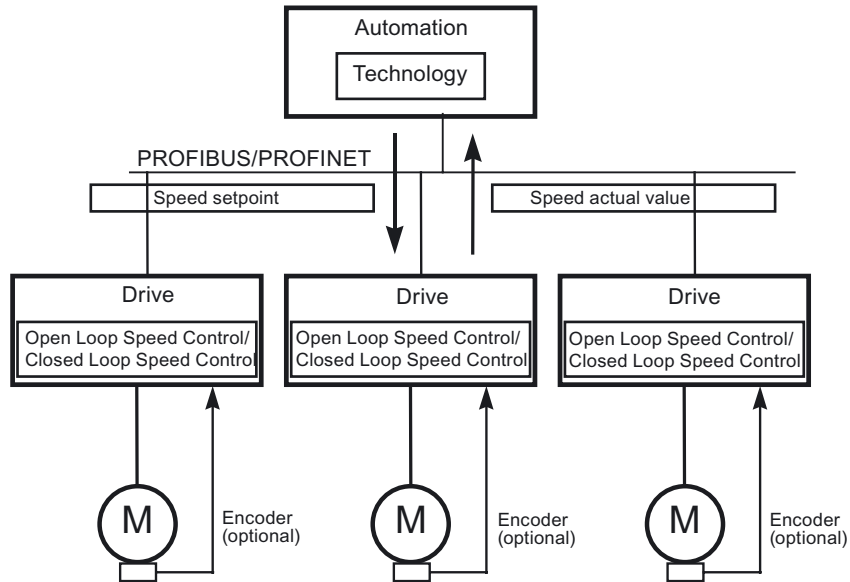 Automation
Technology
PROFIBUS/PROFINET
Speed setpoint
Speed actual value
Drive
Open Loop Speed Control/
Closed Loop Speed Control
Drive
Open Loop Speed Control/
Closed Loop Speed Control
Drive
Open Loop Speed Control/
Closed Loop Speed Control
M
Encoder
(optional)
M
Encoder
(optional)
M
Encoder
(optional)